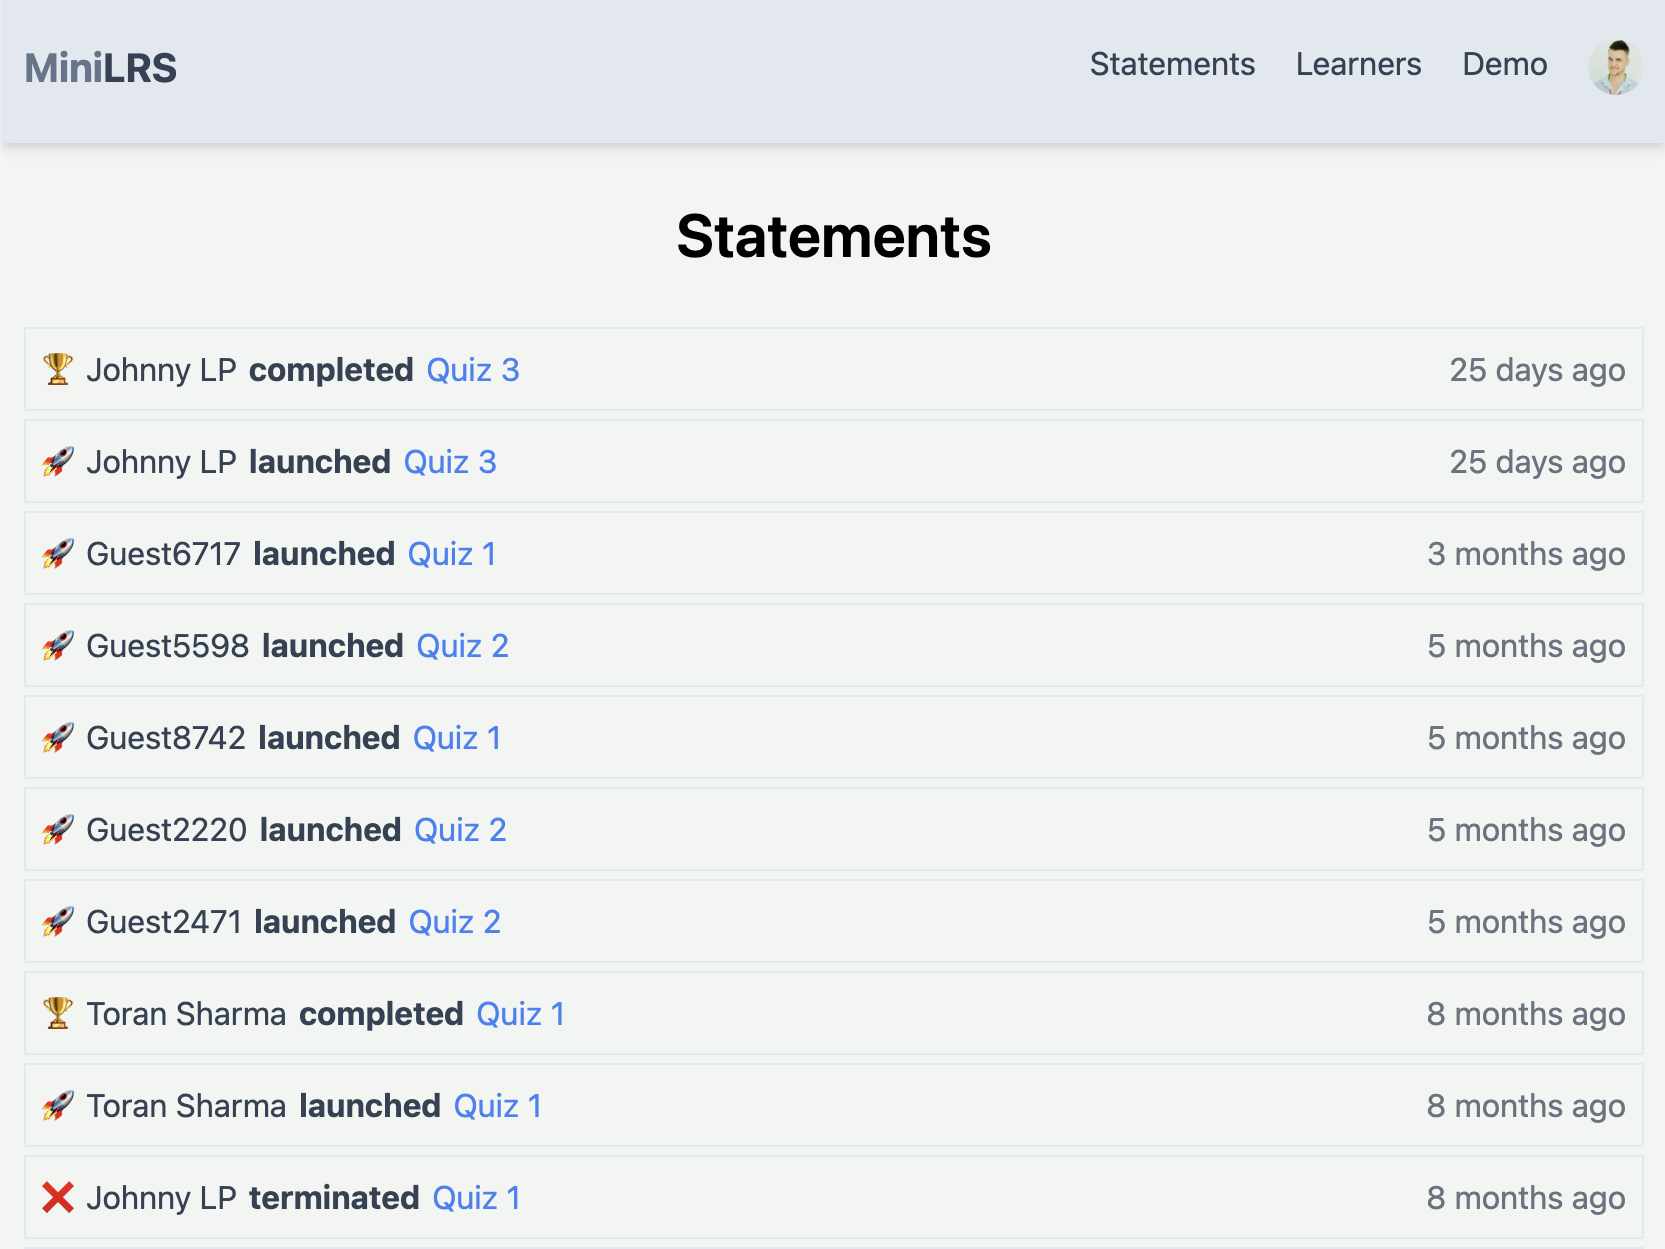 MiniLRS
Statements Learners Demo
Statements
Johnny LP completed Quiz 3 25 days ago
Johnny LP launched Quiz 3 25 days ago
Guest6717 launched Quiz 1 3 months ago
Guest5598 launched Quiz 2 5 months ago
Guest8742 launched Quiz 1 5 months ago
Guest2220 launched Quiz 2 5 months ago
Guest2471 launched Quiz 2 5 months ago
Toran Sharma completed Quiz 1 8 months ago
Toran Sharma launched Quiz 1 8 months ago
Johnny LP terminated Quiz 1 8 months ago